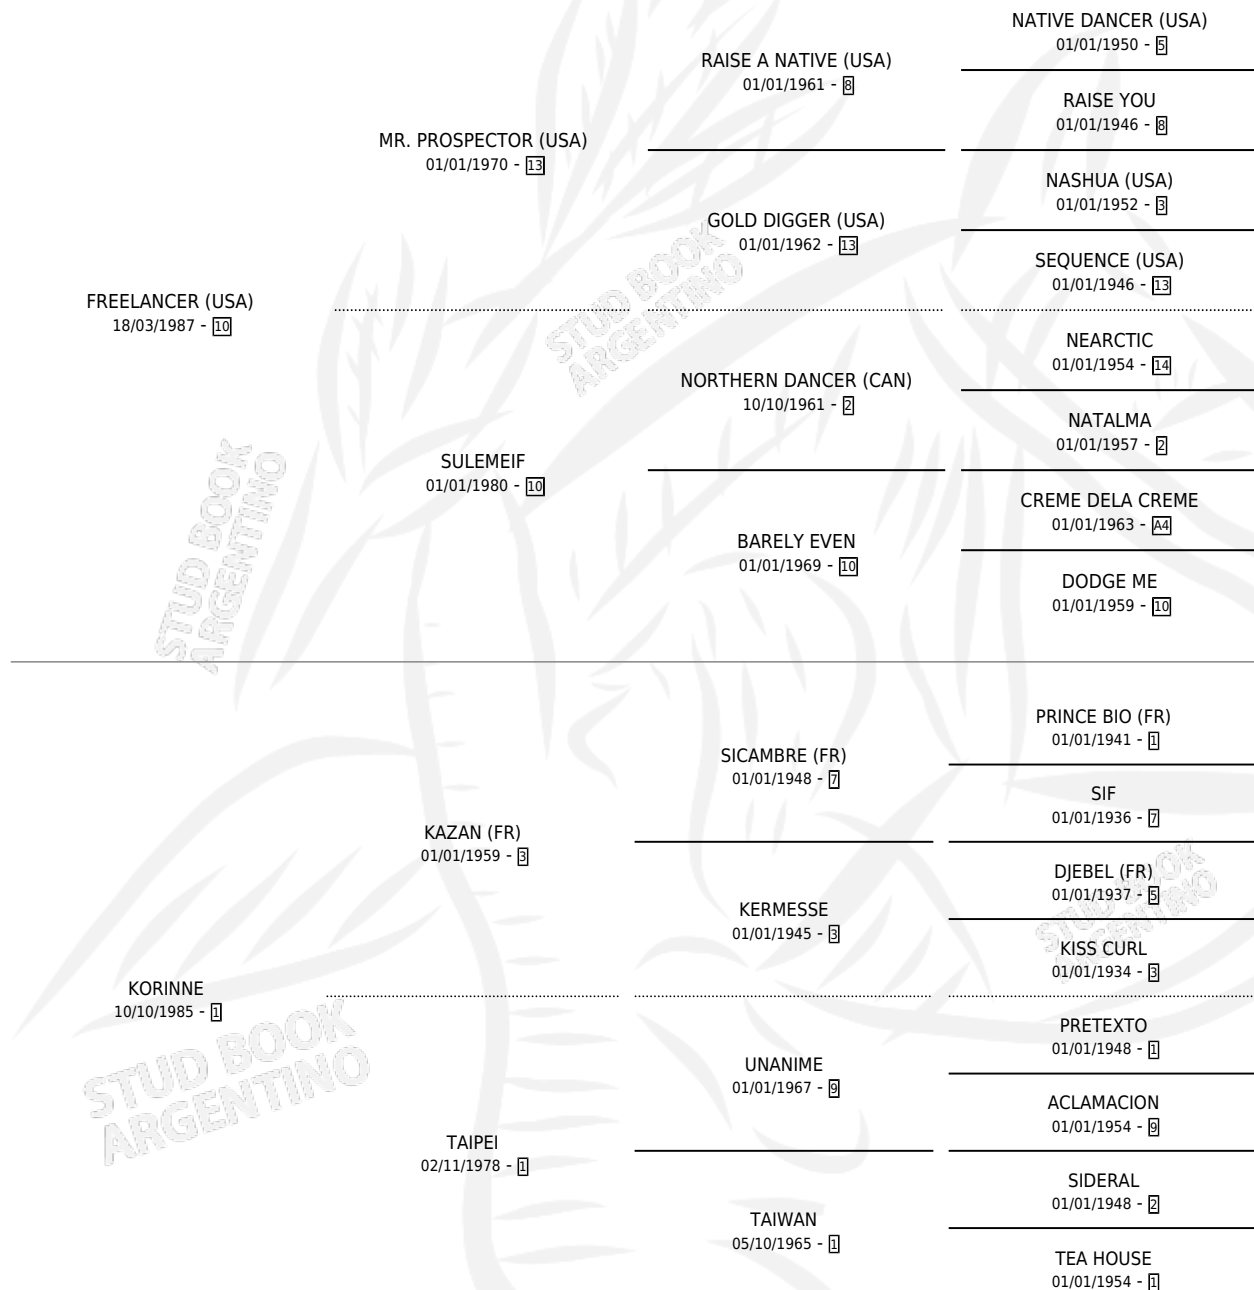 NATIVE DANCER (USA)
01/01/1950 - 5
RAISE A NATIVE (USA)
01/01/1961 - 8
RAISE YOU
01/01/1946 - 8
MR. PROSPECTOR (USA)
01/01/1970 - 13
NASHUA (USA)
01/01/1952 - 3
GOLD DIGGER (USA)
01/01/1962 - 13
SEQUENCE (USA)
01/01/1946 - 13
FREELANCER (USA)
18/03/1987 - 10
NEARCTIC
01/01/1954 - 14
NORTHERN DANCER (CAN)
10/10/1961 - 2
NATALMA
01/01/1957 - 2
SULEMEIF
01/01/1980 - 10
CREME DELA CREME
01/01/1963 - A4
BARELY EVEN
01/01/1969 - 10
DODGE ME
01/01/1959 - 10
PRINCE BIO (FR)
01/01/1941 - 1
SICAMBRE (FR)
01/01/1948 - 7
SIF
01/01/1936 - 7
KAZAN (FR)
01/01/1959 - 3
DJEBEL (FR)
01/01/1937 - 5
KERMESSE
01/01/1945 - 3
KISS CURL
01/01/1934 - 3
KORINNE
10/10/1985 - 1
PRETEXTO
01/01/1948 - 1
UNANIME
01/01/1967 - 9
ACLAMACION
01/01/1954 - 9
TAIPEI
02/11/1978 - 1
SIDERAL
01/01/1948 - 2
TAIWAN
05/10/1965 - 1
TEA HOUSE
01/01/1954 - 1
STUD BOOK
ARGENTINO
STUD BOOK
ARGENTINO
STUD BOOK
ARGENTINO
STUD BOOK
ARGENTINO